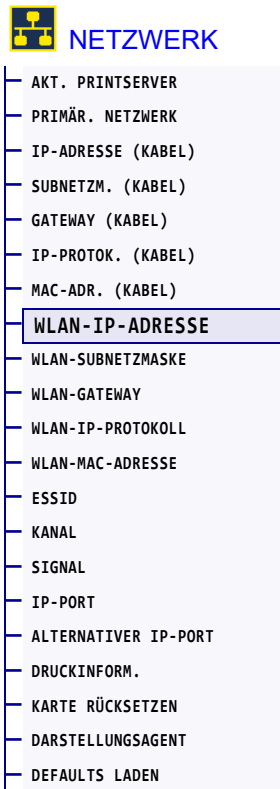 NETZWERK
AKT. PRINTSERVER
PRIMÄR. NETZWERK
IP-ADRESSE (KABEL)
SUBNETZM. (KABEL)
GATEWAY (KABEL)
IP-PROTOK. (KABEL)
MAC-ADR. (KABEL)
WLAN-IP-ADRESSE
WLAN-SUBNETZMASKE
WLAN-GATEWAY
WLAN-IP-PROTOKOLL
WLAN-MAC-ADRESSE
ESSID
KANAL
SIGNAL
IP-PORT
ALTERNATIVER IP-PORT
DRUCKINFORM.
KARTE RÜCKSETZEN
DARSTELLUNGSAGENT
DEFAULTS LADEN